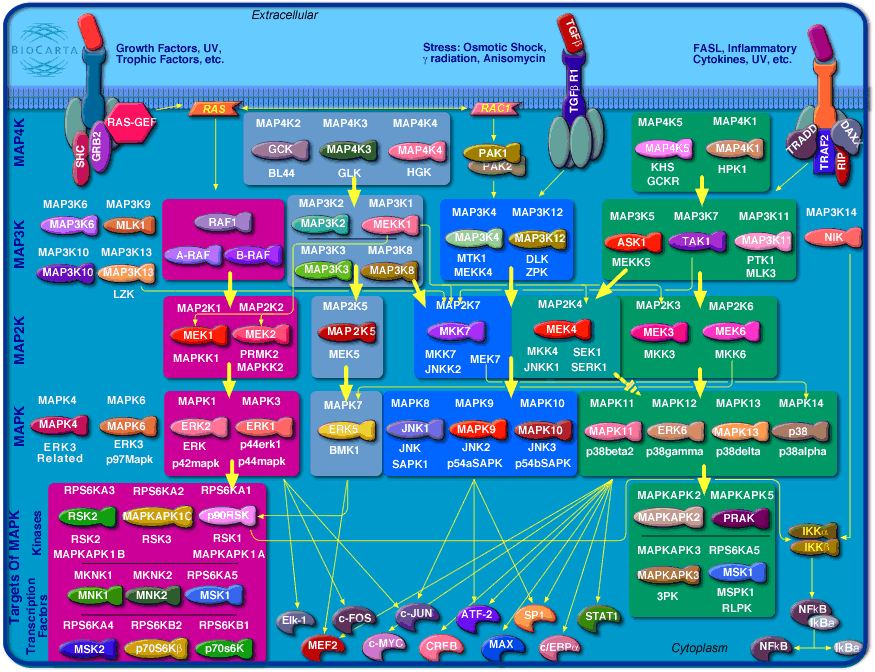 Extracellular
BIOCARTA
Growth Factors, UV,
Trophic Factors, etc.
Stress: Osmotic Shock,
γ radiation, Anisomycin
FASL, Inflammatory
Cytokines, UV, etc.
TGFβ
TGFβ R1
RAS-GEF
SHC
GRB2
RAS
RAC1
TRADD
TRAF2
RIP
DAXX
MAP4K
MAP4K2 MAP4K3 MAP4K4
GCK MAP4K3 MAP4K4
BL44 GLK HGK
PAK1
PAK2
MAP4K5 MAP4K1
MAP4K5 MAP4K1
KHS HPK1
GCKR
MAP3K
MAP3K6 MAP3K9
MAP3K6 MLK1
MAP3K10 MAP3K13
MAP3K10 MAP3K13
LZK
RAF1
A-RAF B-RAF
MAP3K2 MAP3K1
MAP3K2 MEKK1
MAP3K3 MAP3K8
MAP3K3 MAP3K8
MAP3K4 MAP3K12
MAP3K4 MAP3K12
MTK1 DLK
MEKK4 ZPK
MAP3K5 MAP3K7 MAP3K11
ASK1 TAK1 MAP3K11
MEKK5 PTK1
MLK3
MAP3K14
NIK
MAP2K
MAP2K1 MAP2K2
MEK1 MEK2
MAPKK1 PRMK2
MAPKK2
MAP2K5
MAP2K5
MEK5
MAP2K7
MKK7
MKK7 MEK7
JNKK2
MAP2K4
MEK4
MKK4 SEK1
JNKK1 SERK1
MAP2K3 MAP2K6
MEK3 MEK6
MKK3 MKK6
MAPK
MAPK4 MAPK6
MAPK4 MAPK6
ERK3 ERK3
Related p97Mapk
MAPK1 MAPK3
ERK2 ERK1
ERK p44erk1
p42mapk p44mapk
MAPK7
ERK5
BMK1
MAPK8 MAPK9 MAPK10
JNK1 MAPK9 MAPK10
JNK JNK2 JNK3
SAPK1 p54aSAPK p54bSAPK
MAPK11 MAPK12 MAPK13 MAPK14
MAPK11 ERK6 MAPK13 p38
p38beta2 p38gamma p38delta p38alpha
Targets Of MAPK
Kinases
Transcription
Factors
RPS6KA3 RPS6KA2 RPS6KA1
RSK2 MAPKAPK1C p90RSK
RSK2 RSK3 RSK1
MAPKAPK1B MAPKAPK1A
MKNK1 MKNK2 RPS6KA5
MNK1 MNK2 MSK1
RPS6KA4 RPS6KB2 RPS6KB1
MSK2 p70S6Kβ p70s6K
MAPKAPK2 MAPKAPK5
MAPKAPK2 PRAK
MAPKAPK3 RPS6KA5
MAPKAPK3 MSK1
3PK MSPK1
RLPK
IKKα
IKKβ
NFkB
IkBa
NFkB IkBa
Elk-1 c-FOS c-JUN ATF-2 SP1 STAT1
MEF2 c-MYC CREB MAX c/EBPα
Cytoplasm